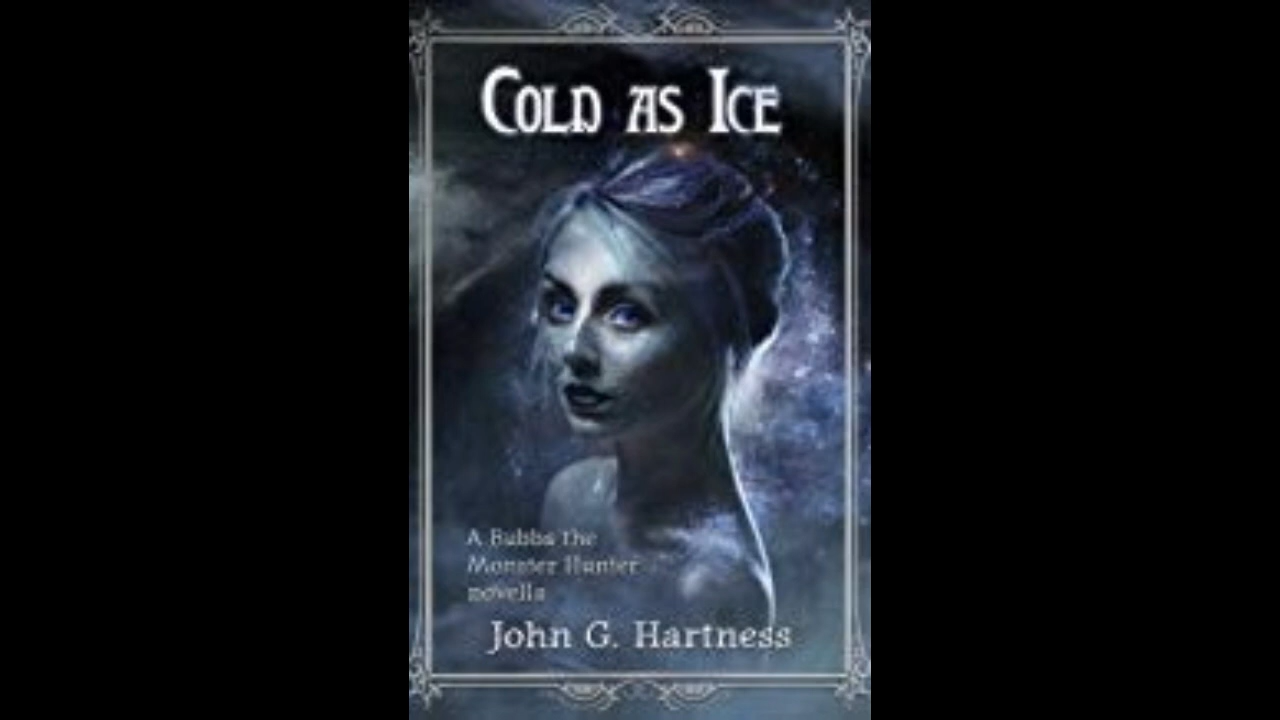 Cold as Ice
A Bubba the
Monster Hunter
novella
John G. Hartness